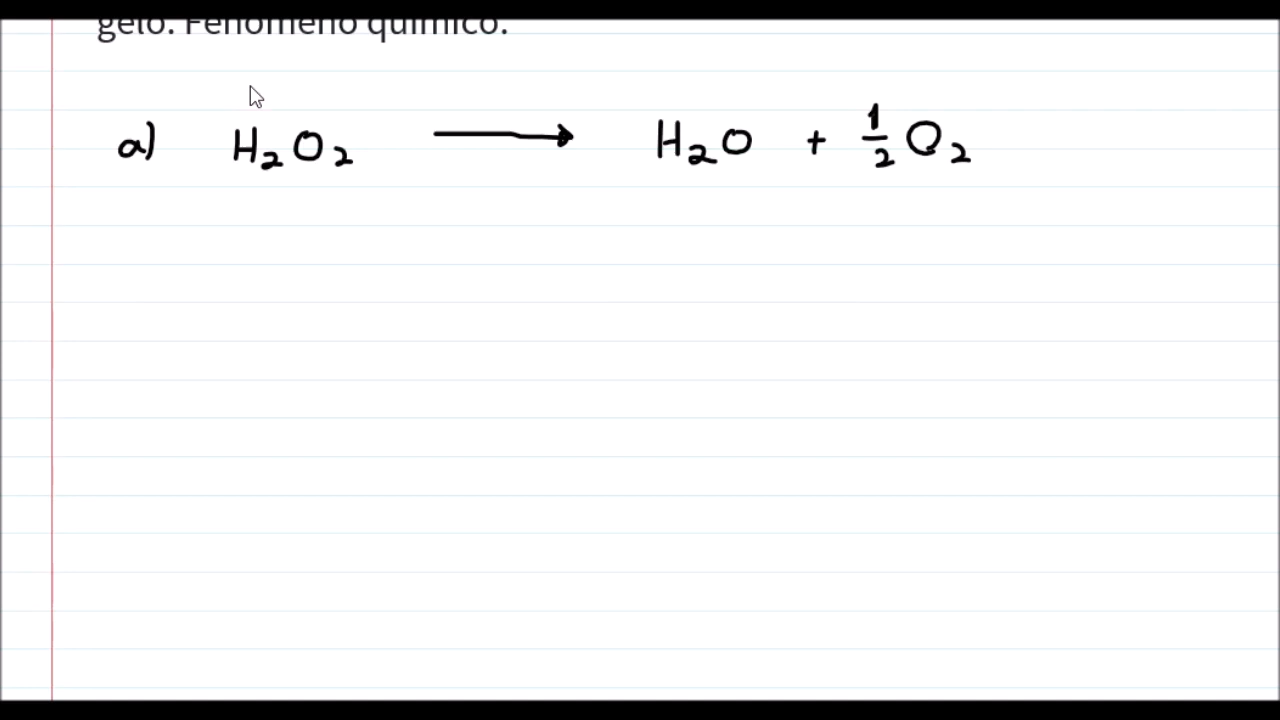 gelo. Fenômeno químico.
a) H₂O₂ ⟶ H₂O + ½ O₂